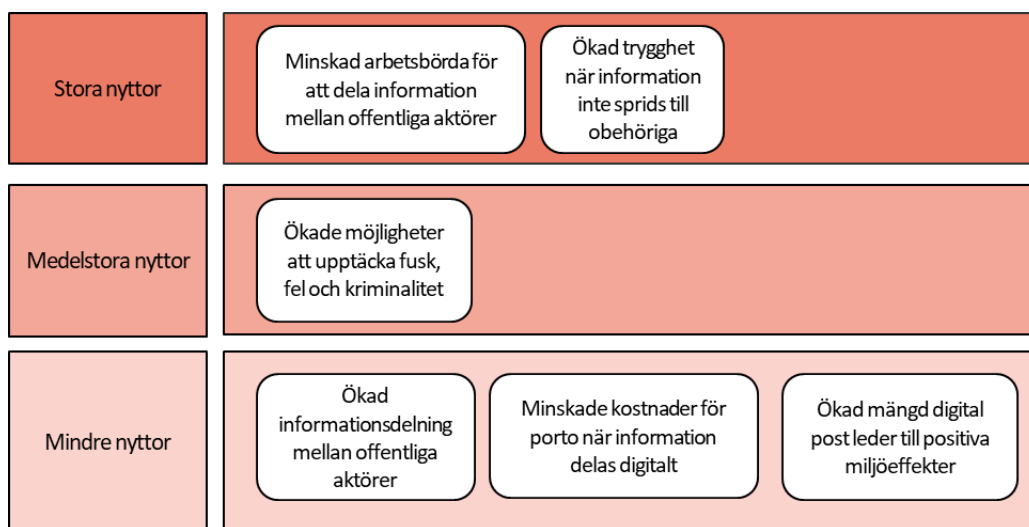 Stora nyttor
Minskad arbetsbörda för
att dela information
mellan offentliga aktörer
Ökad trygghet
när information
inte sprids till
obehöriga
Medelstora nyttor
Ökade möjligheter
att upptäcka fusk,
fel och kriminalitet
Mindre nyttor
Ökad
informationsdelning
mellan offentliga
aktörer
Minskade kostnader för
porto när information
delas digitalt
Ökad mängd digital
post leder till positiva
miljöeffekter